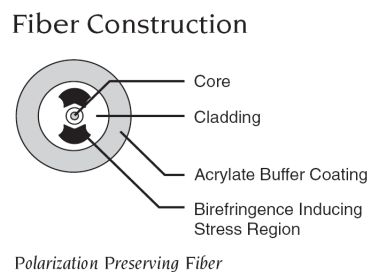 Fiber Construction
Core
Cladding
Acrylate Buffer Coating
Birefringence Inducing
Stress Region
Polarization Preserving Fiber